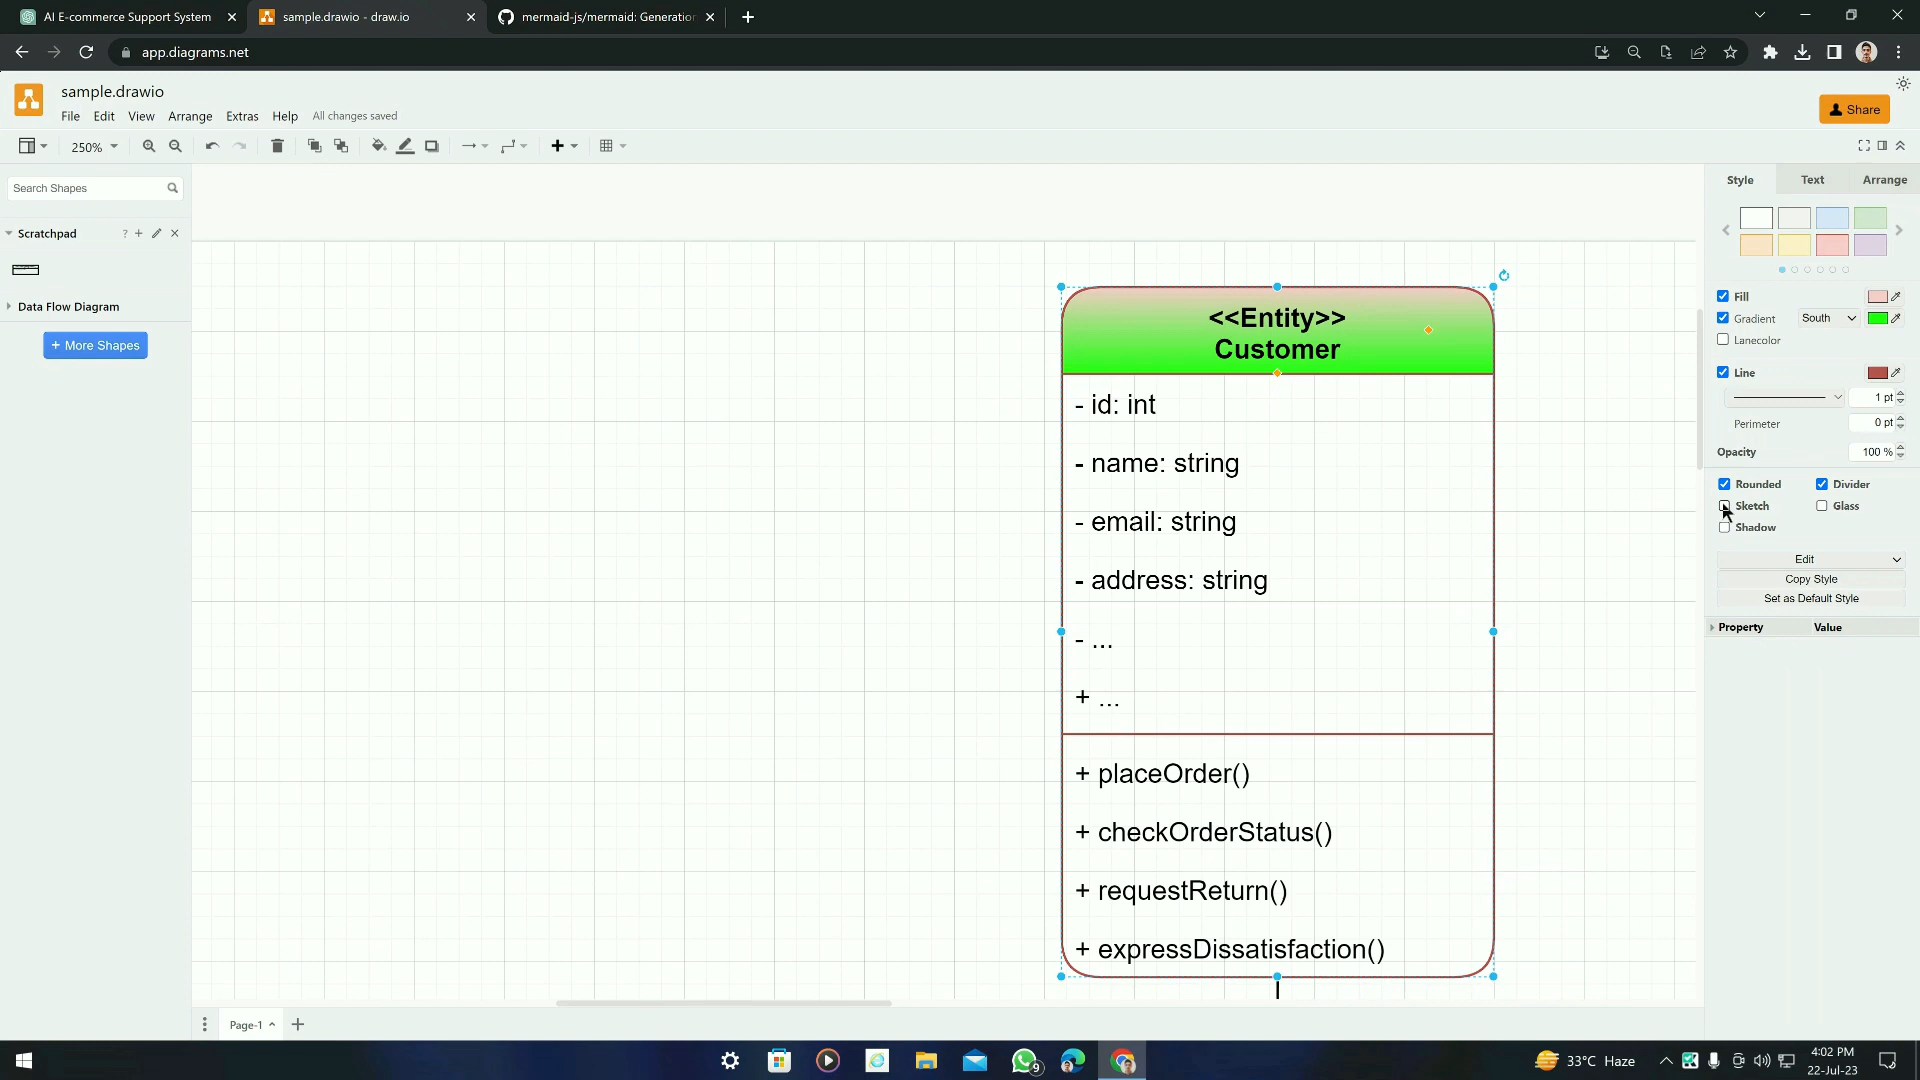 AI E-commerce Support System
sample.drawio - draw.io
mermaid-js/mermaid: Generation
app.diagrams.net
sample.drawio
File Edit View Arrange Extras Help All changes saved
Share
250%
Search Shapes
Scratchpad
?
Data Flow Diagram
+ More Shapes
<<Entity>>
Customer
- id: int
- name: string
- email: string
- address: string
- ...
+ ...
+ placeOrder()
+ checkOrderStatus()
+ requestReturn()
+ expressDissatisfaction()
Style Text Arrange
Fill
Gradient South
Lanecolor
Line
1 pt
Perimeter 0 pt
Opacity 100 %
Rounded Divider
Sketch Glass
Shadow
Edit
Copy Style
Set as Default Style
Property Value
Page-1
9
33°C Haze
4:02 PM
22-Jul-23